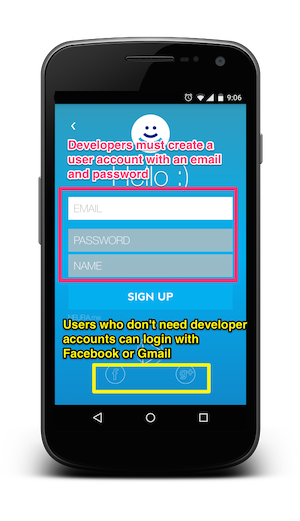 9:06
Developers must create a
user account with an email
and password
Hello :)
EMAIL
PASSWORD
NAME
SIGN UP
Users who don't need developer
accounts can login with
Facebook or Gmail
f
g+